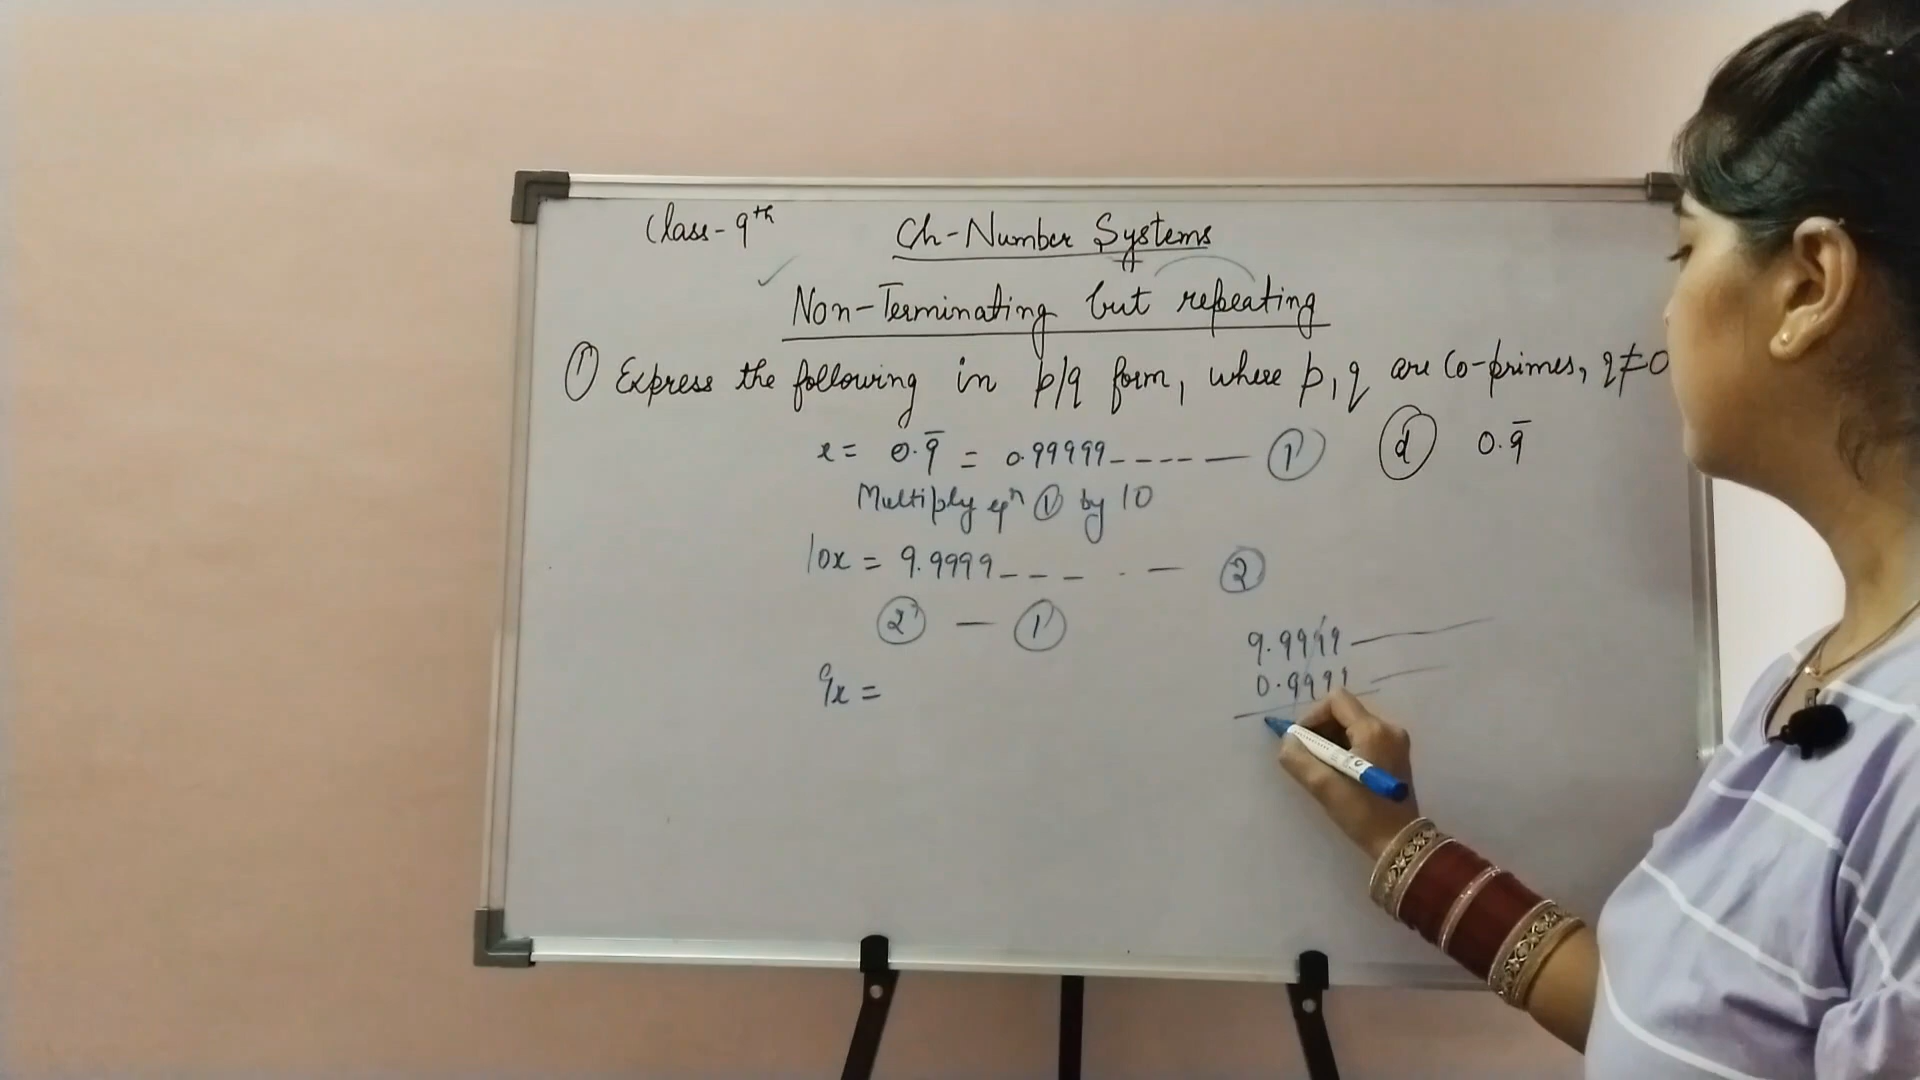 Class-9th Ch-Number Systems
Non-Terminating but repeating
① Express the following in p/q form, where p, q are Co-primes, q≠0
x = 0.9̅ = 0.99999----— ① ⓓ 0.9̅
Multiply eqⁿ ① by 10
10x = 9.9999--- . — ②
② — ①
9.9999 —
9x = 0.9999 —